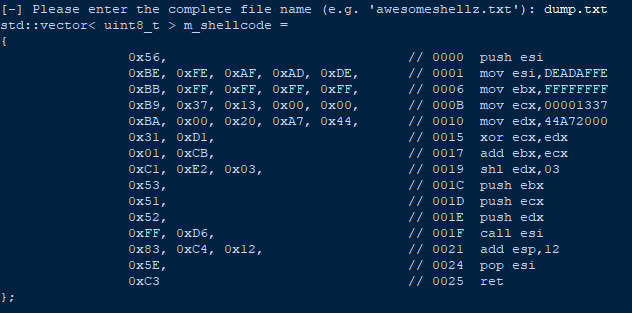 [-] Please enter the complete file name (e.g. 'awesomeshellz.txt'): dump.txt
std::vector< uint8_t > m_shellcode =
{
0x56, // 0000 push esi
0xBE, 0xFE, 0xAF, 0xAD, 0xDE, // 0001 mov esi,DEADAFFE
0xBB, 0xFF, 0xFF, 0xFF, 0xFF, // 0006 mov ebx,FFFFFFFF
0xB9, 0x37, 0x13, 0x00, 0x00, // 000B mov ecx,00001337
0xBA, 0x00, 0x20, 0xA7, 0x44, // 0010 mov edx,44A72000
0x31, 0xD1, // 0015 xor ecx,edx
0x01, 0xCB, // 0017 add ebx,ecx
0xC1, 0xE2, 0x03, // 0019 shl edx,03
0x53, // 001C push ebx
0x51, // 001D push ecx
0x52, // 001E push edx
0xFF, 0xD6, // 001F call esi
0x83, 0xC4, 0x12, // 0021 add esp,12
0x5E, // 0024 pop esi
0xC3 // 0025 ret
};